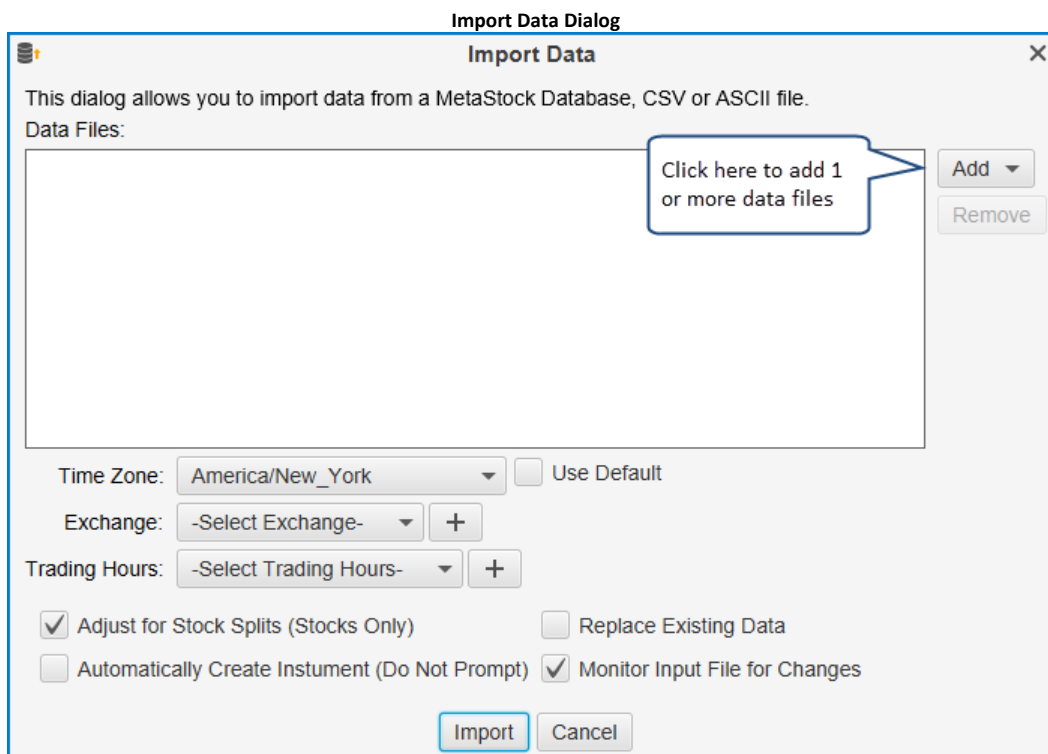 Import Data Dialog
Import Data
This dialog allows you to import data from a MetaStock Database, CSV or ASCII file.
Data Files:
Click here to add 1
or more data files
Add
Remove
Time Zone: America/New_York Use Default
Exchange: -Select Exchange- +
Trading Hours: -Select Trading Hours- +
Adjust for Stock Splits (Stocks Only) Replace Existing Data
Automatically Create Instument (Do Not Prompt) Monitor Input File for Changes
Import Cancel